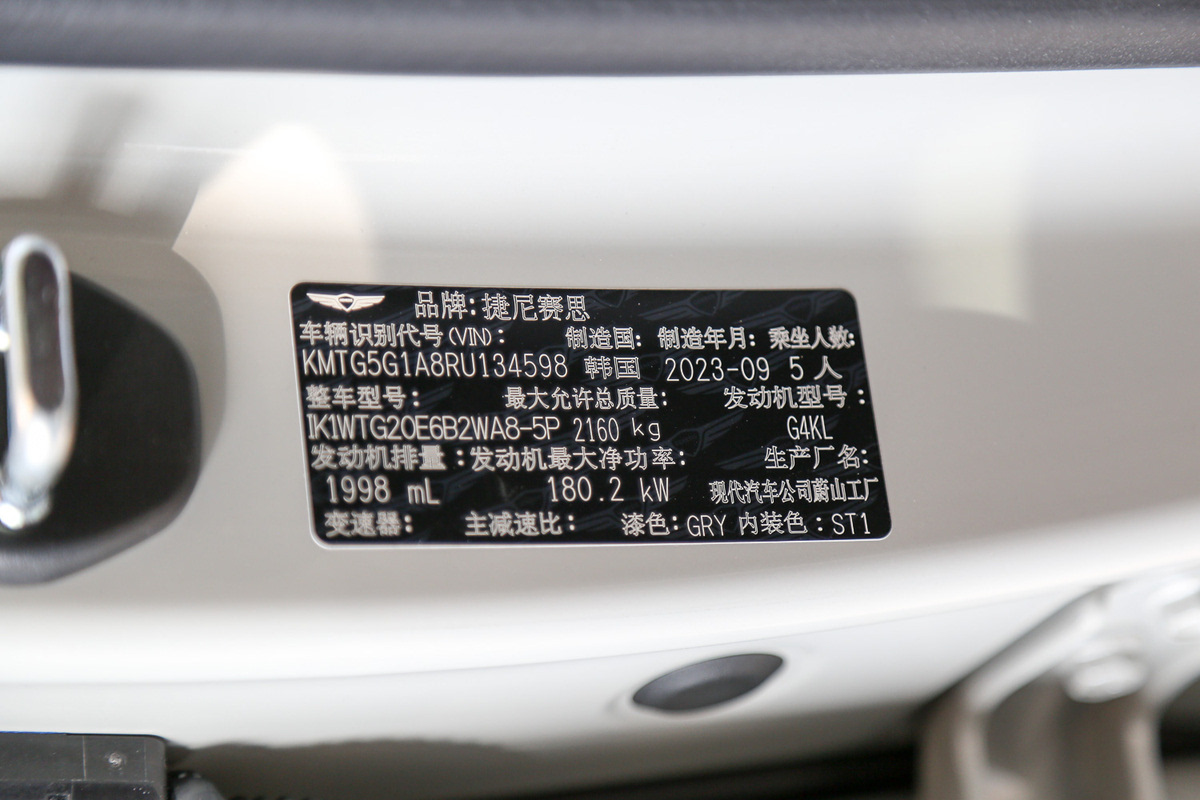 品牌:捷尼赛思
车辆识别代号(VIN): 制造国: 制造年月: 乘坐人数:
KMTG5G1A8RU134598 韩国 2023-09 5 人
整车型号: 最大允许总质量: 发动机型号:
IK1WTG20E6B2WA8-5P 2160 kg G4KL
发动机排量:发动机最大净功率: 生产厂名:
1998 mL 180.2 kW 现代汽车公司蔚山工厂
变速器: 主减速比: 漆色:GRY 内装色:ST1